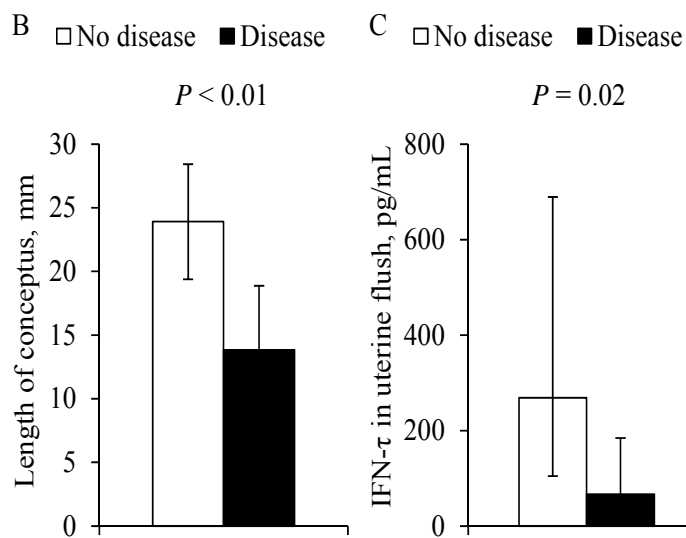 B
□ No disease ■ Disease
P < 0.01
Length of conceptus, mm
30
25
20
15
10
5
0
C
□ No disease ■ Disease
P = 0.02
IFN-τ in uterine flush, pg/mL
800
600
400
200
0